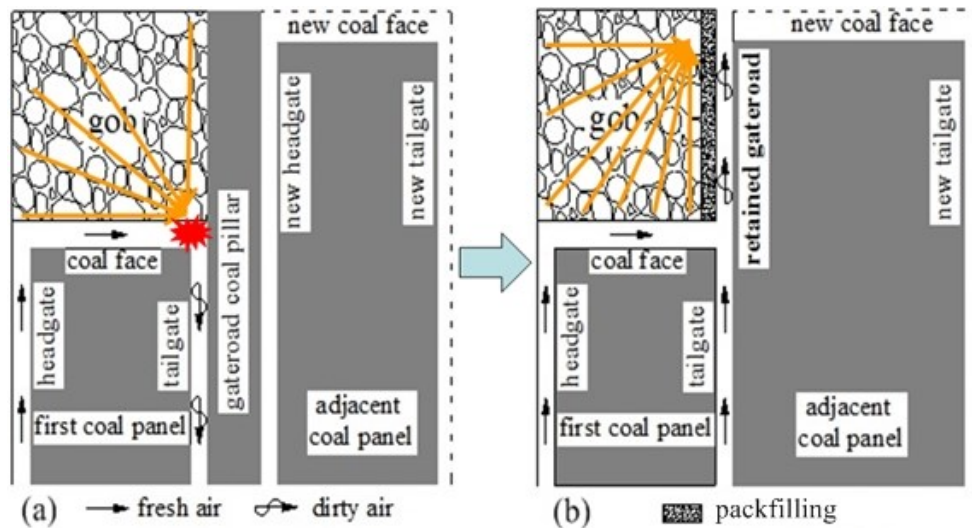 gob
coal face
headgate
tailgate
first coal panel
gateroad coal pillar
new coal face
new headgate
new tailgate
adjacent
coal panel
(a) fresh air dirty air
gob
coal face
headgate
tailgate
first coal panel
retained gateroad
new coal face
new tailgate
adjacent
coal panel
(b) packfilling